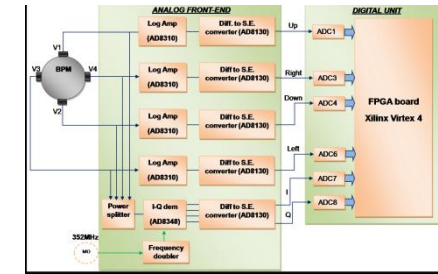 ANALOG FRONT-END
DIGITAL UNIT
V1
V3
BPM
V4
V2
Log Amp
(AD8310)
Diff. to S.E.
converter (AD8130)
Up
ADC1
Log Amp
(AD8310)
Diff to S.E.
converter (AD8130)
Right
ADC3
Log Amp
(AD8310)
Diff to S.E.
converter (AD8130)
Down
ADC4
FPGA board
Xilinx Virtex 4
Log Amp
(AD8310)
Diff to S.E.
converter (AD8130)
Left
ADC6
Power
splitter
I-Q dem
(AD8348)
Diff to S.E.
converter (AD8130)
I
Q
ADC7
ADC8
352MHz
MO
Frequency
doubler